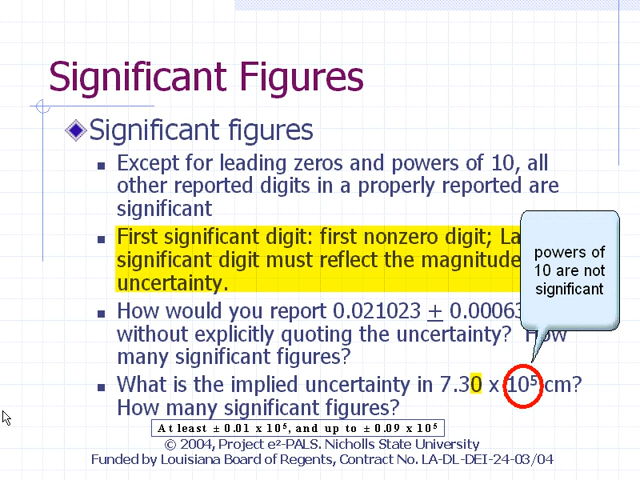 Significant Figures
Significant figures
Except for leading zeros and powers of 10, all
other reported digits in a properly reported are
significant
First significant digit: first nonzero digit; La
significant digit must reflect the magnitude
uncertainty.
powers of
10 are not
significant
How would you report 0.021023 ± 0.00063
without explicitly quoting the uncertainty? How
many significant figures?
What is the implied uncertainty in 7.30 x 10⁵ cm?
How many significant figures?
At least ± 0.01 x 10⁵, and up to ± 0.09 x 10⁵
© 2004, Project e²-PALS. Nicholls State University
Funded by Louisiana Board of Regents, Contract No. LA-DL-DEI-24-03/04